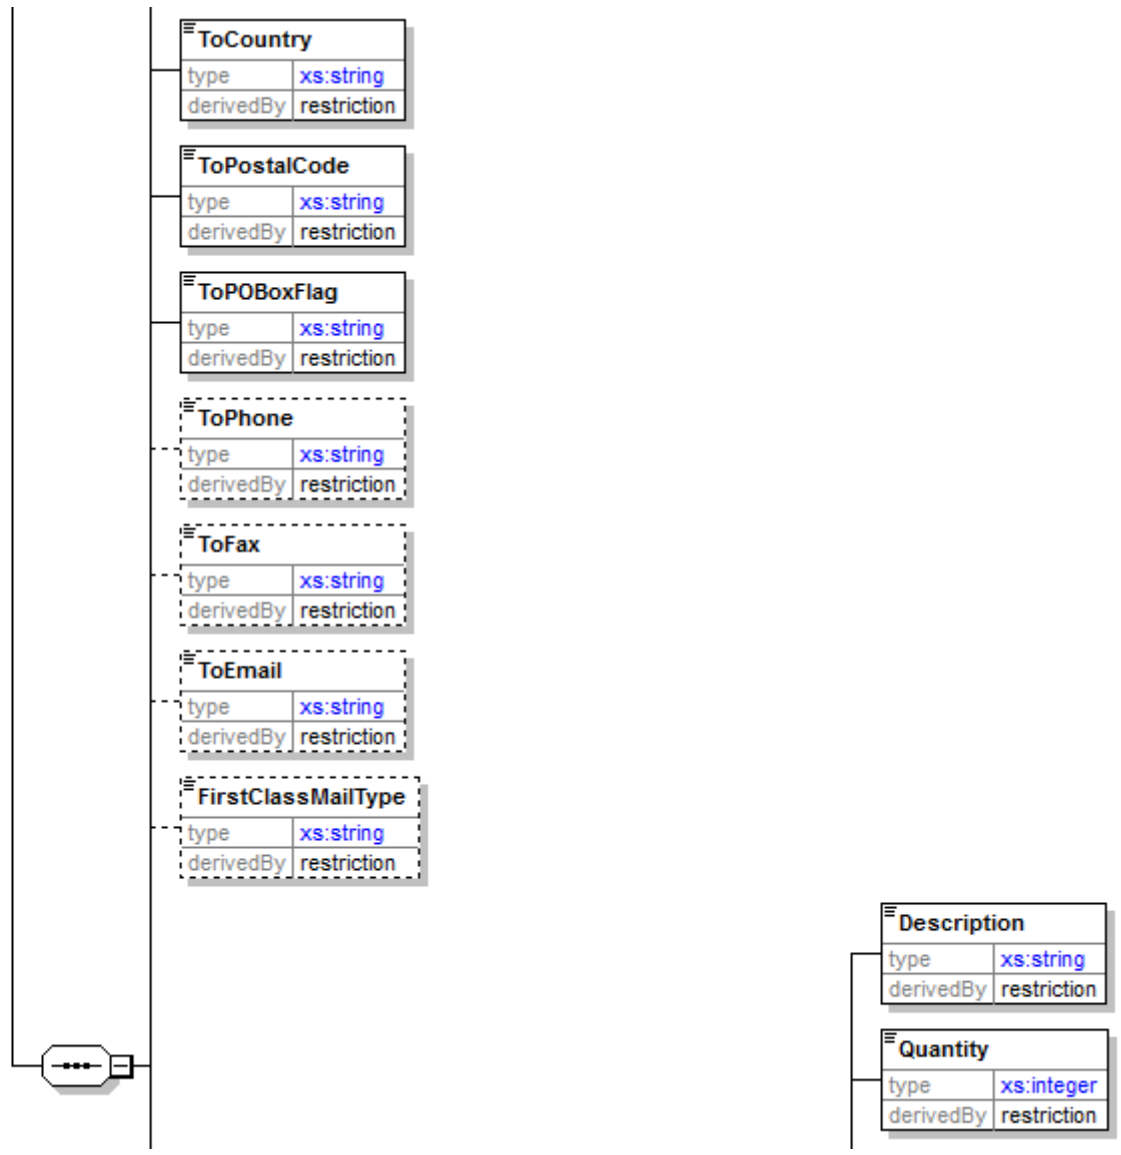 ToCountry
type xs:string
derivedBy restriction
ToPostalCode
type xs:string
derivedBy restriction
ToPOBoxFlag
type xs:string
derivedBy restriction
ToPhone
type xs:string
derivedBy restriction
ToFax
type xs:string
derivedBy restriction
ToEmail
type xs:string
derivedBy restriction
FirstClassMailType
type xs:string
derivedBy restriction
Description
type xs:string
derivedBy restriction
Quantity
type xs:integer
derivedBy restriction